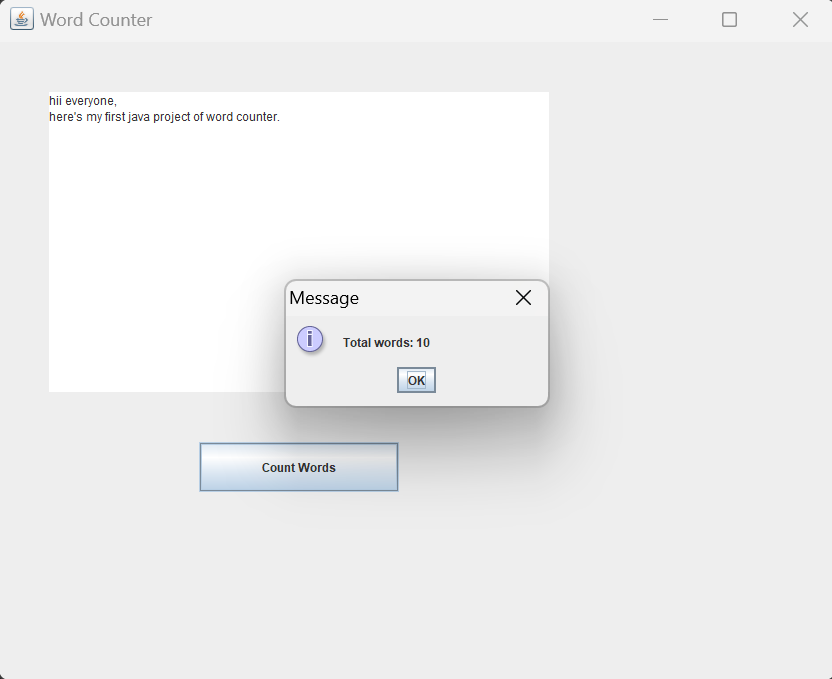 Word Counter
hii everyone,
here's my first java project of word counter.
Message
i
Total words: 10
OK
Count Words